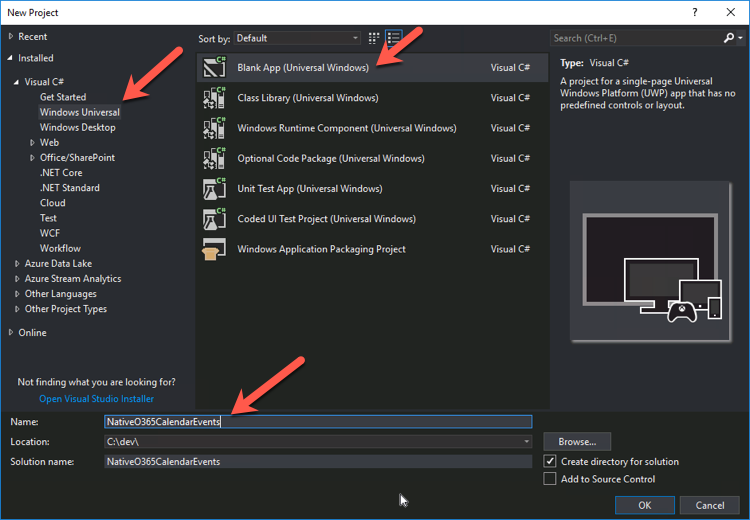 New Project
?
Recent
Installed
Visual C#
Get Started
Windows Universal
Windows Desktop
Web
Office/SharePoint
.NET Core
.NET Standard
Cloud
Test
WCF
Workflow
Azure Data Lake
Azure Stream Analytics
Other Languages
Other Project Types
Online
Not finding what you are looking for?
Open Visual Studio Installer
Sort by: Default
C# Blank App (Universal Windows) Visual C#
C# Class Library (Universal Windows) Visual C#
C# Windows Runtime Component (Universal Windows) Visual C#
C# Optional Code Package (Universal Windows) Visual C#
C# Unit Test App (Universal Windows) Visual C#
C# Coded UI Test Project (Universal Windows) Visual C#
Windows Application Packaging Project Visual C#
Search (Ctrl+E)
Type: Visual C#
A project for a single-page Universal
Windows Platform (UWP) app that has no
predefined controls or layout.
Name: NativeO365CalendarEvents
Location: C:\dev\
Browse...
Solution name: NativeO365CalendarEvents
Create directory for solution
Add to Source Control
OK
Cancel